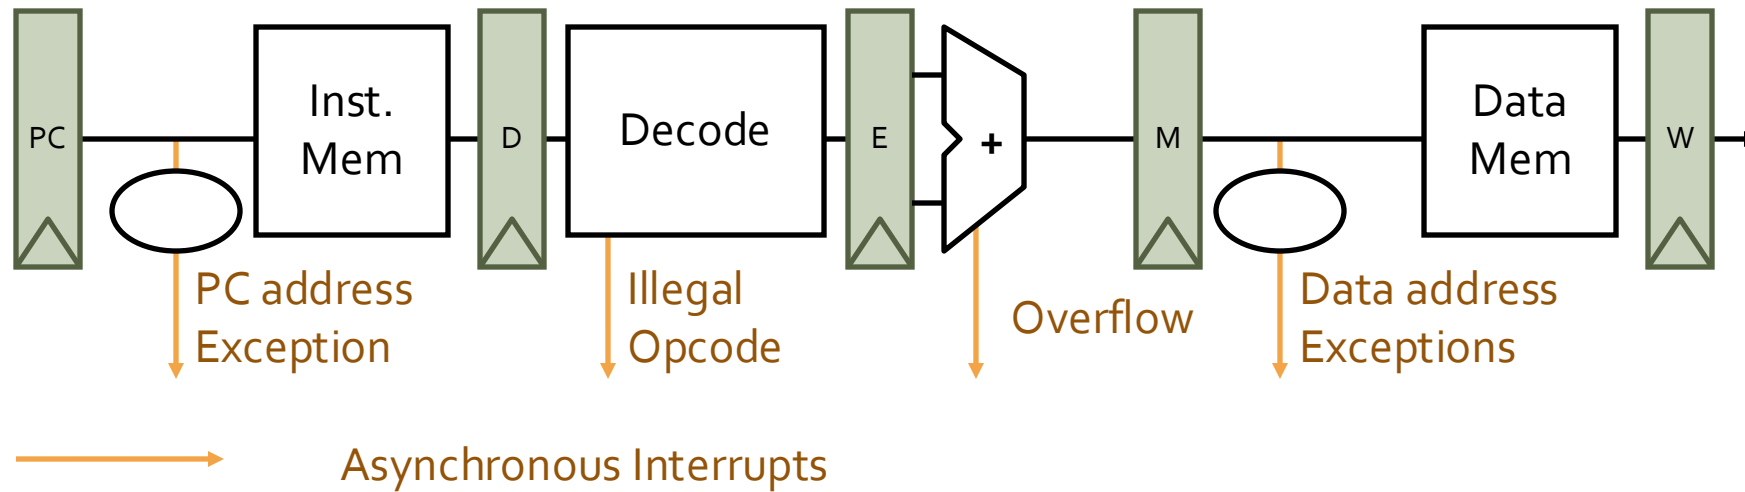 PC
Inst.
Mem
D
Decode
E
+
M
Data
Mem
W
PC address
Exception
Illegal
Opcode
Overflow
Data address
Exceptions
Asynchronous Interrupts